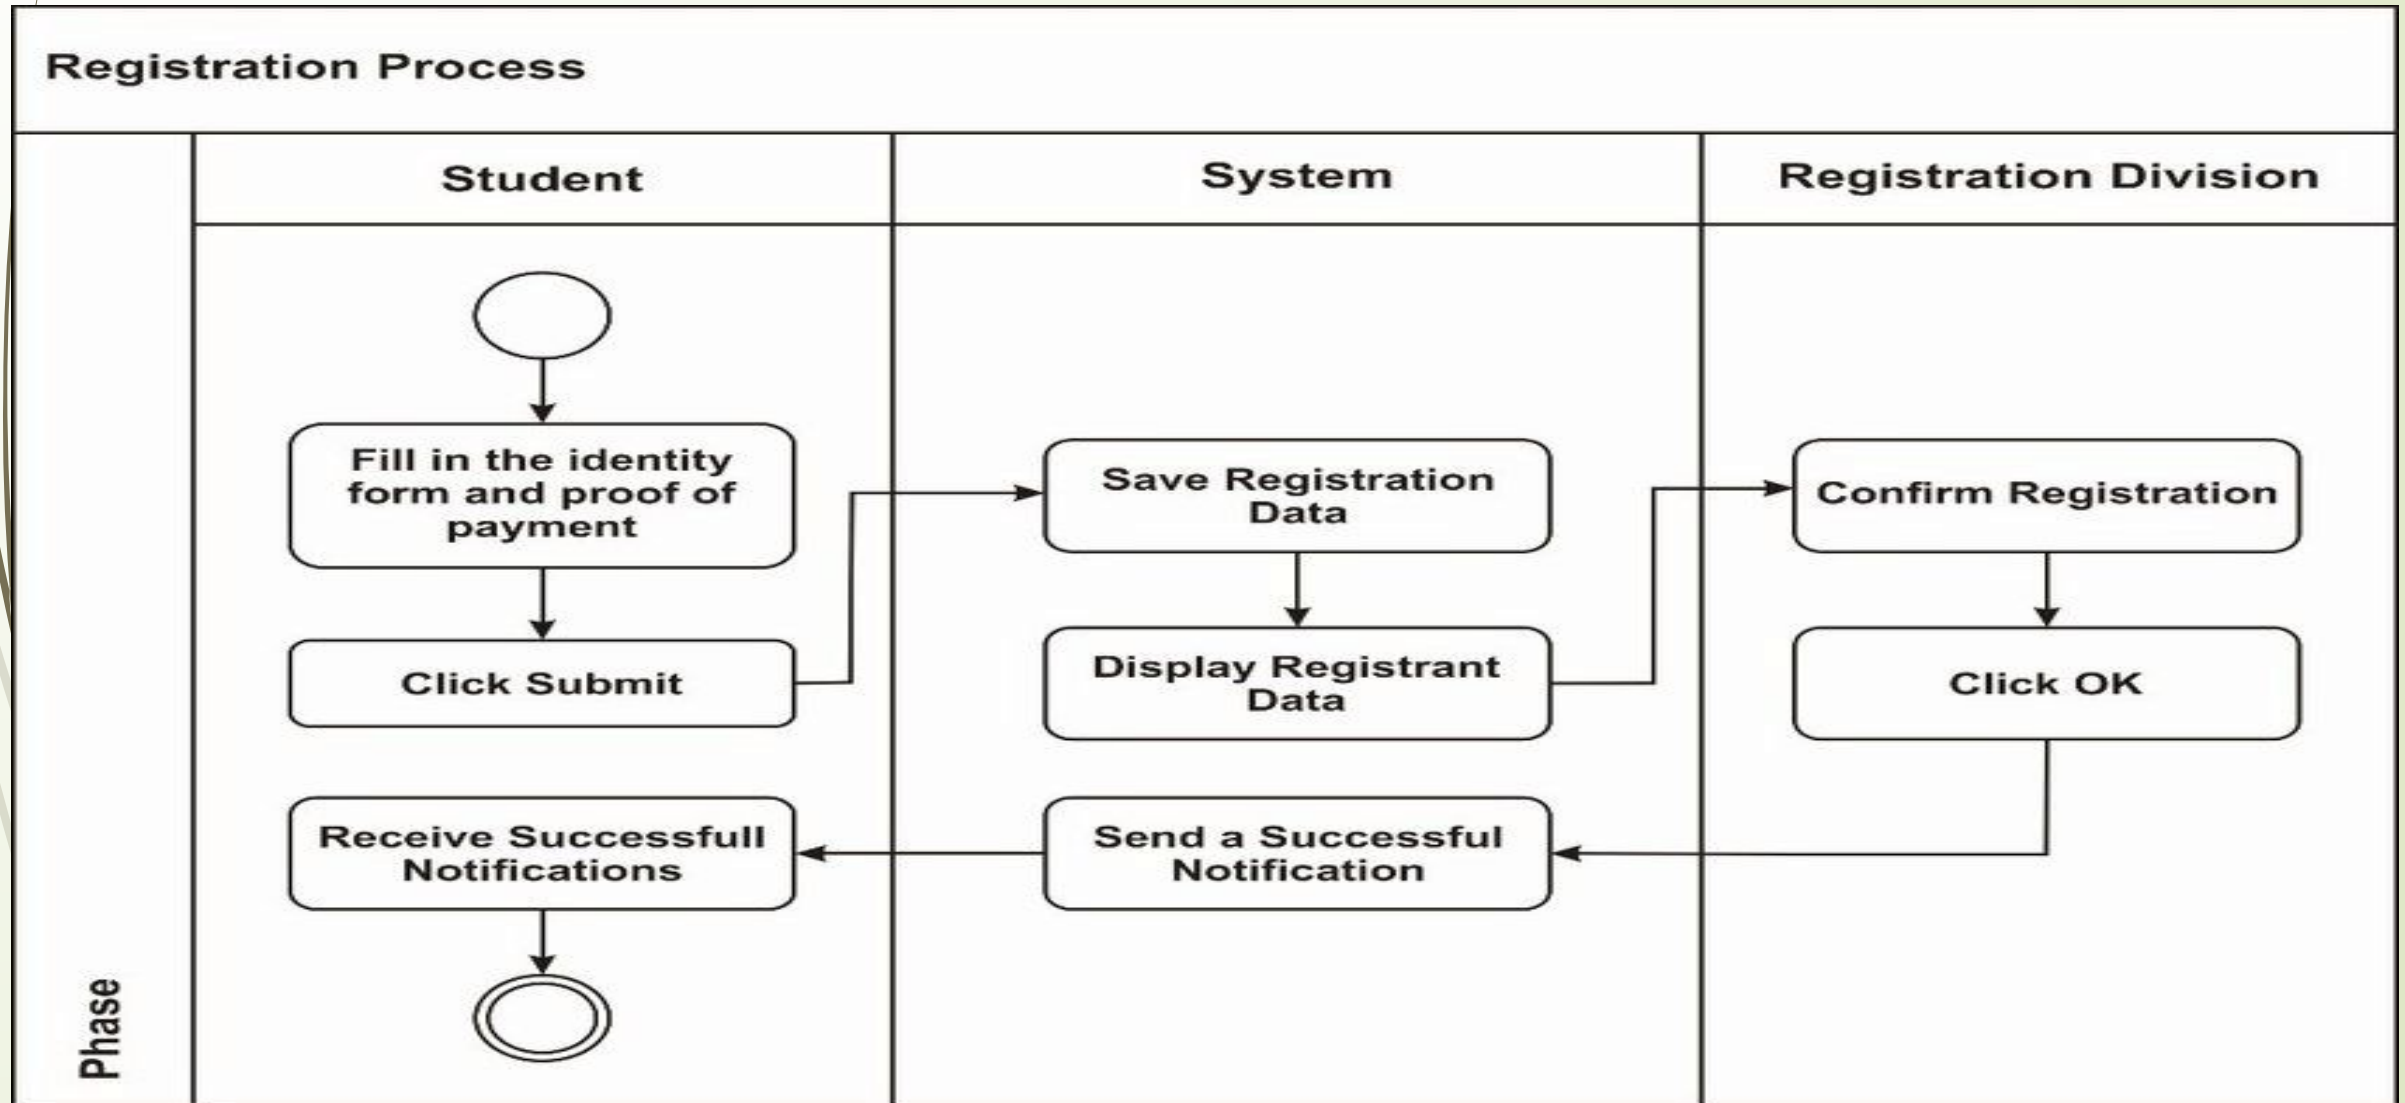 Registration Process
Student
System
Registration Division
Fill in the identity
form and proof of
payment
Click Submit
Save Registration
Data
Display Registrant
Data
Confirm Registration
Click OK
Send a Successful
Notification
Receive Successfull
Notifications
Phase